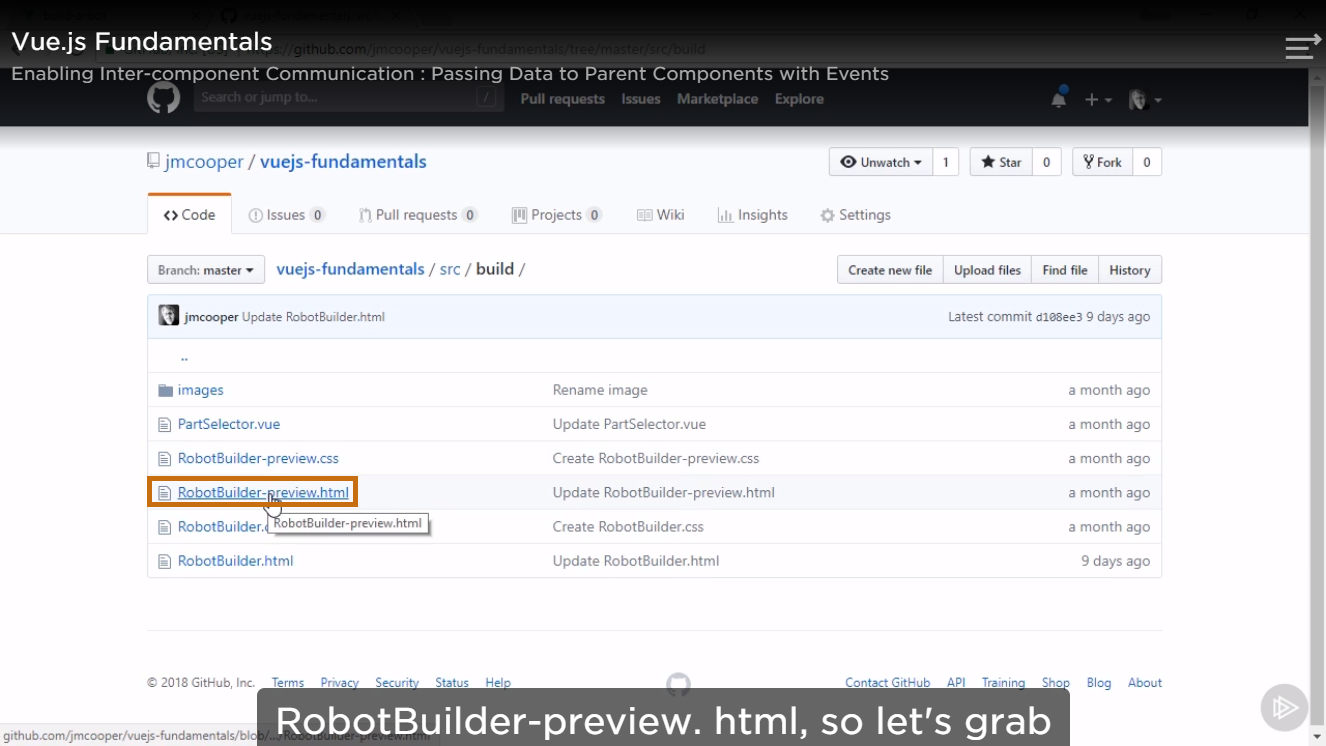 Vue.js Fundamentals
://github.com/jmcooper/vuejs-fundamentals/tree/master/src/build
Enabling Inter-component Communication : Passing Data to Parent Components with Events
Search or jump to... / Pull requests Issues Marketplace Explore
jmcooper / vuejs-fundamentals Unwatch 1 Star 0 Fork 0
Code Issues 0 Pull requests 0 Projects 0 Wiki Insights Settings
Branch: master vuejs-fundamentals / src / build / Create new file Upload files Find file History
jmcooper Update RobotBuilder.html Latest commit d108ee3 9 days ago
..
images Rename image a month ago
PartSelector.vue Update PartSelector.vue a month ago
RobotBuilder-preview.css Create RobotBuilder-preview.css a month ago
RobotBuilder-preview.html Update RobotBuilder-preview.html a month ago
RobotBuilder-preview.html
RobotBuilder. Create RobotBuilder.css a month ago
RobotBuilder.html Update RobotBuilder.html 9 days ago
© 2018 GitHub, Inc. Terms Privacy Security Status Help Contact GitHub API Training Shop Blog About
RobotBuilder-preview. html, so let's grab
github.com/jmcooper/vuejs-fundamentals/blob/.../RobotBuilder-preview.html